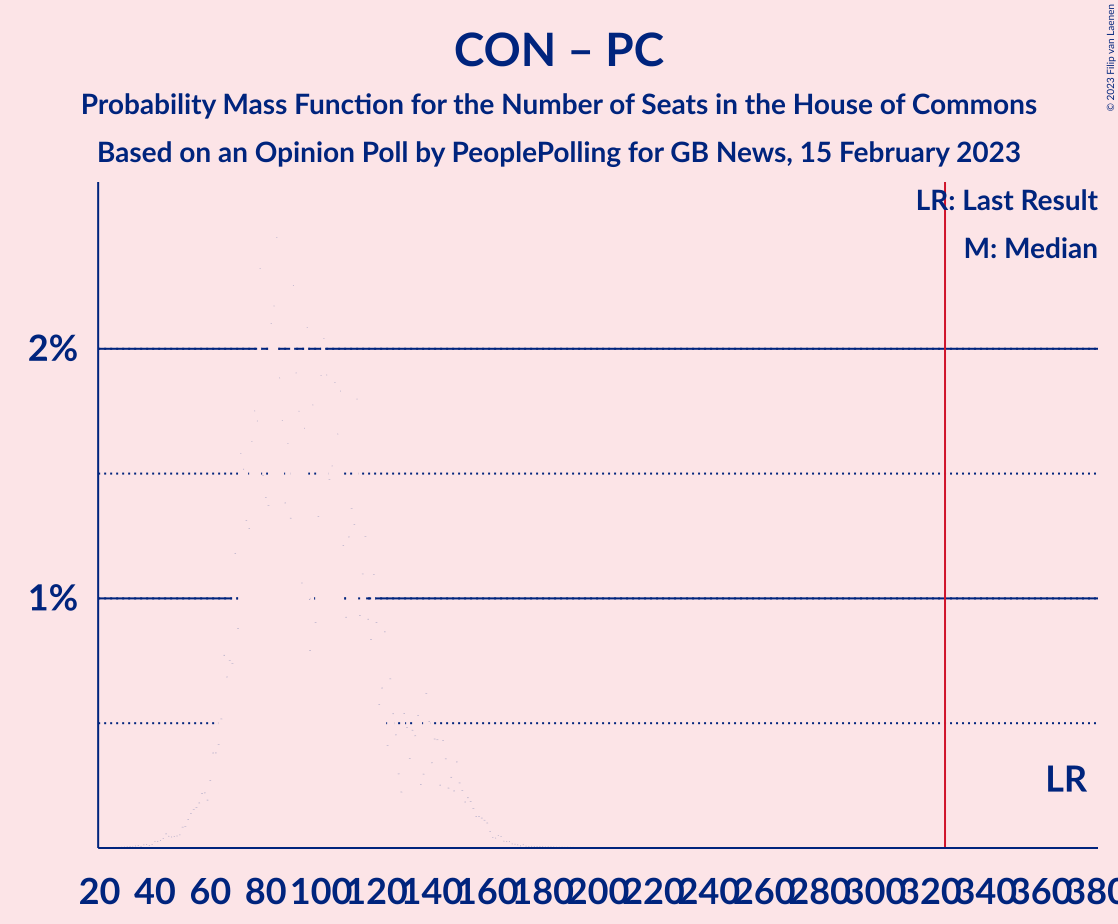 CON – PC
Probability Mass Function for the Number of Seats in the House of Commons
Based on an Opinion Poll by PeoplePolling for GB News, 15 February 2023
© 2023 Filip van Laenen
LR: Last Result
M: Median
2%
1%
LR
20 40 60 80 100 120 140 160 180 200 220 240 260 280 300 320 340 360 380